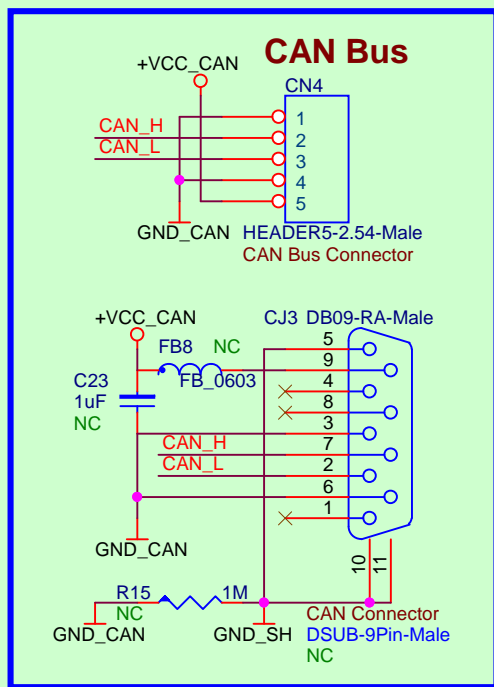 CAN Bus
+VCC_CAN
CN4
1
CAN_H
2
CAN_L
3
4
5
GND_CAN
HEADER5-2.54-Male
CAN Bus Connector
+VCC_CAN
CJ3 DB09-RA-Male
FB8 NC
5
9
C23
FB_0603
4
1uF
8
NC
3
CAN_H
7
CAN_L
2
6
1
GND_CAN
10
11
R15 1M
NC
CAN Connector
GND_CAN
GND_SH
DSUB-9Pin-Male
NC